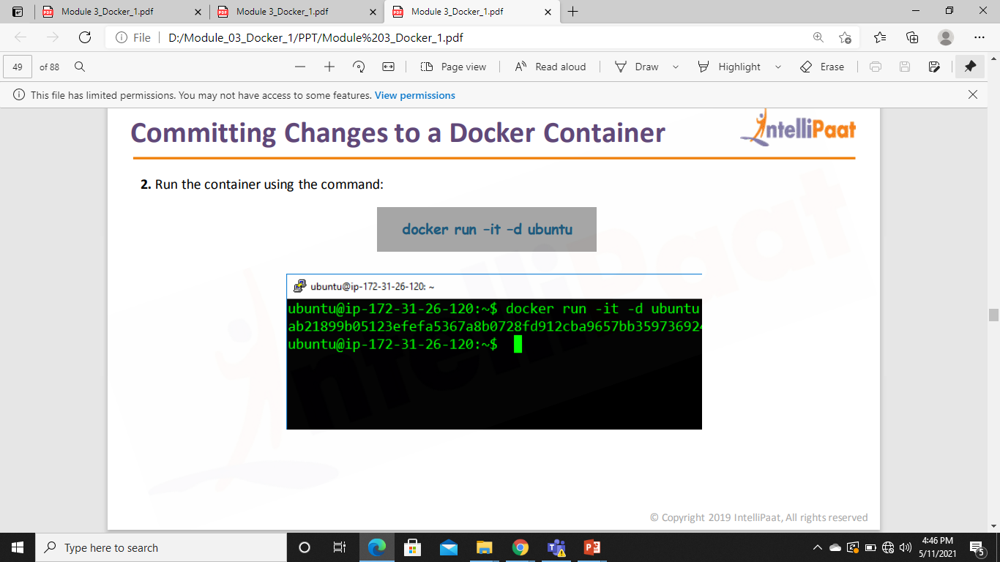 Module 3_Docker_1.pdf
Module 3_Docker_1.pdf
Module 3_Docker_1.pdf
File
D:/Module_03_Docker_1/PPT/Module%203_Docker_1.pdf
49 of 88
Page view
Read aloud
Draw
Highlight
Erase
This file has limited permissions. You may not have access to some features. View permissions
Committing Changes to a Docker Container
IntelliPaat
2. Run the container using the command:
docker run -it -d ubuntu
ubuntu@ip-172-31-26-120: ~
ubuntu@ip-172-31-26-120:~$ docker run -it -d ubuntu
ab21899b05123efefa5367a8b0728fd912cba9657bb35973692
ubuntu@ip-172-31-26-120:~$
IntelliPaat
© Copyright 2019 IntelliPaat, All rights reserved
Type here to search
4:46 PM
5/11/2021
5